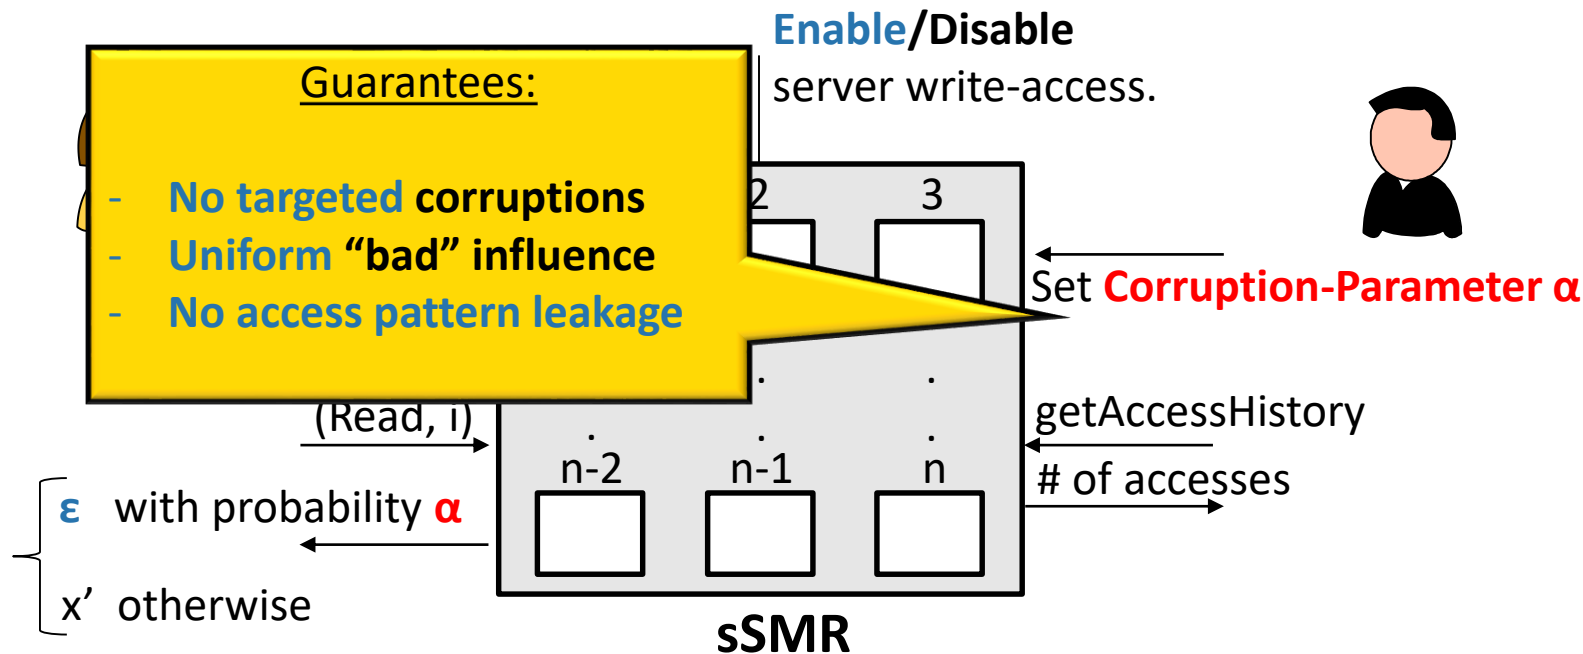 Enable/Disable
server write-access.
Guarantees:
- No targeted corruptions
- Uniform “bad” influence
- No access pattern leakage
2 3
Set Corruption-Parameter α
. .
(Read, i)
getAccessHistory
. . .
n-2 n-1 n
# of accesses
ε with probability α
x’ otherwise
sSMR